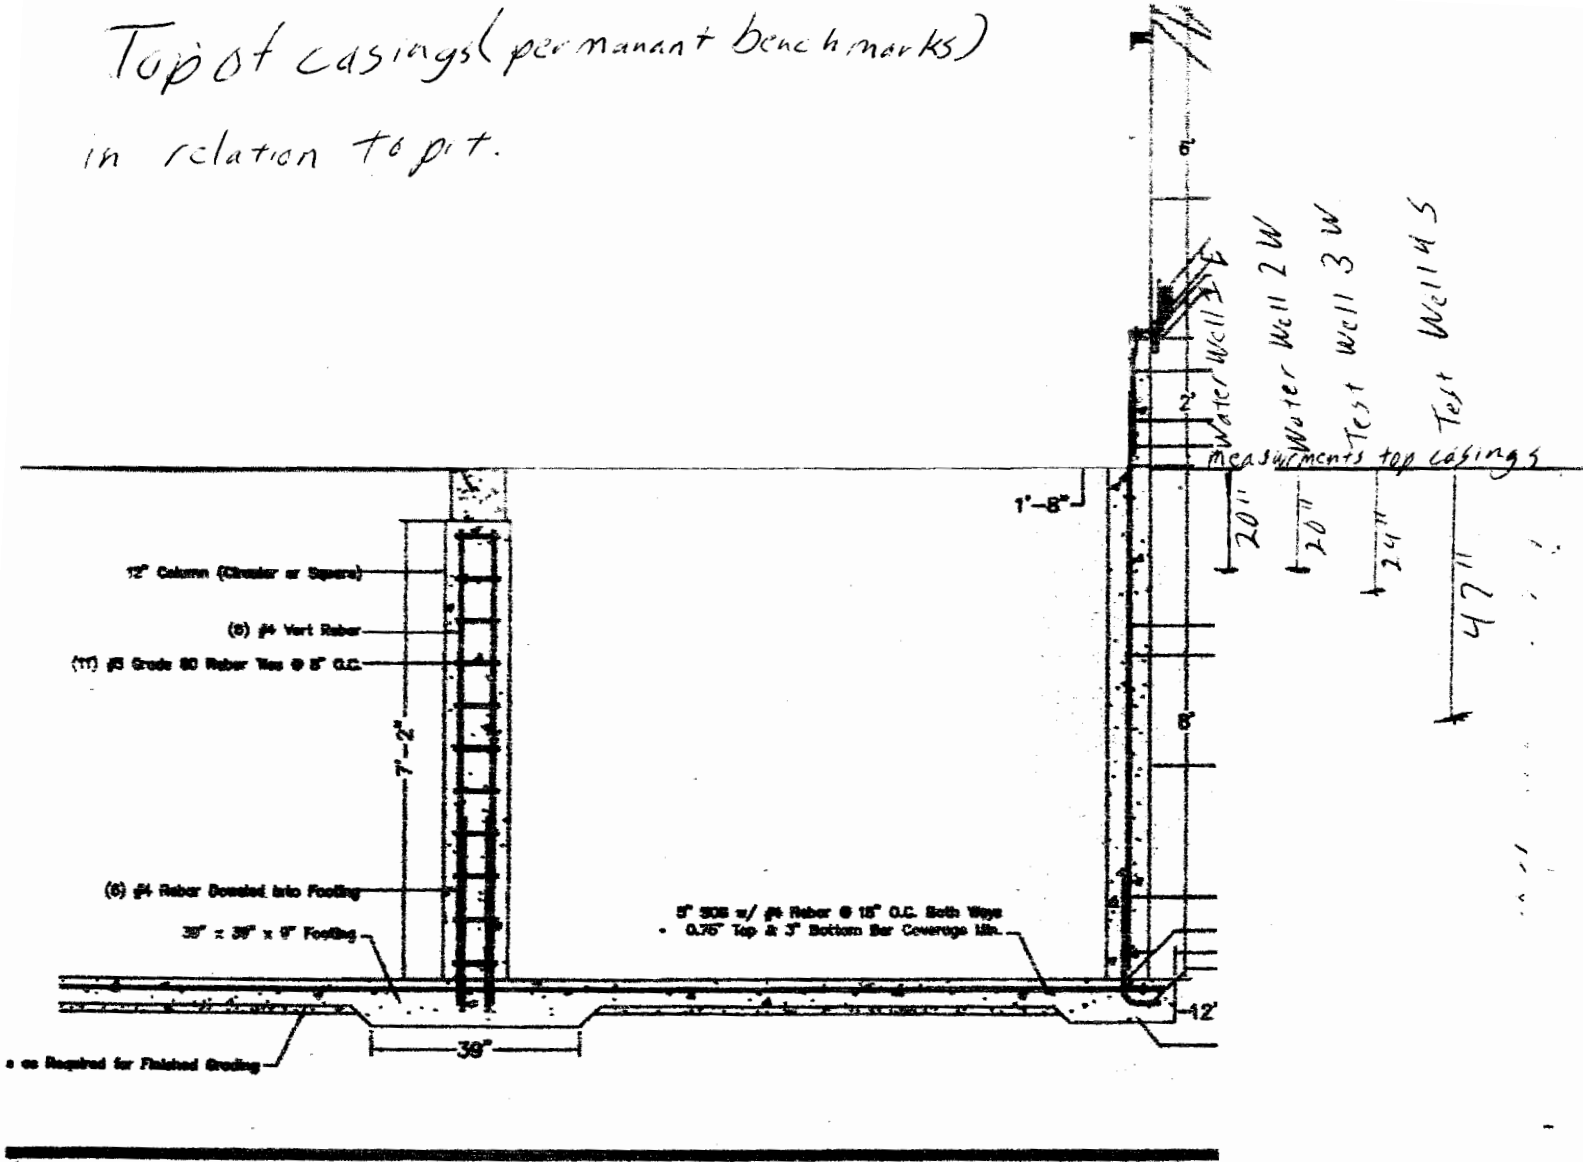 Top of casings (permanant benchmarks)
in relation to pit.
Water Well 1 E
Water Well 2 W
Test Well 3 W
Test Well 4 S
measurments top casings
20"
20"
24"
47"
2'
1'-8"
8'
12" Column (Circular or Square)
(6) #4 Vert Rebar
(11) #3 Grade 60 Rebar Ties @ 8" O.C.
7'-2"
(6) #4 Rebar Doweled Into Footing
39" x 39" x 9" Footing
5" SOG w/ #4 Rebar @ 18" O.C. Both Ways
0.75" Top & 3" Bottom Bar Coverage Min.
12"
39"
as Required for Finished Grading